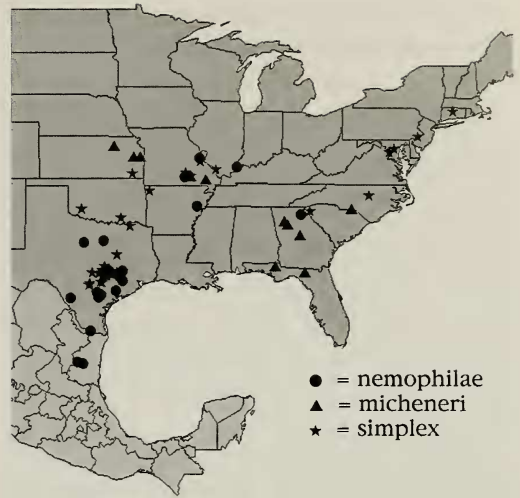 ● = nemophilae
▲ = micheneri
★ = simplex